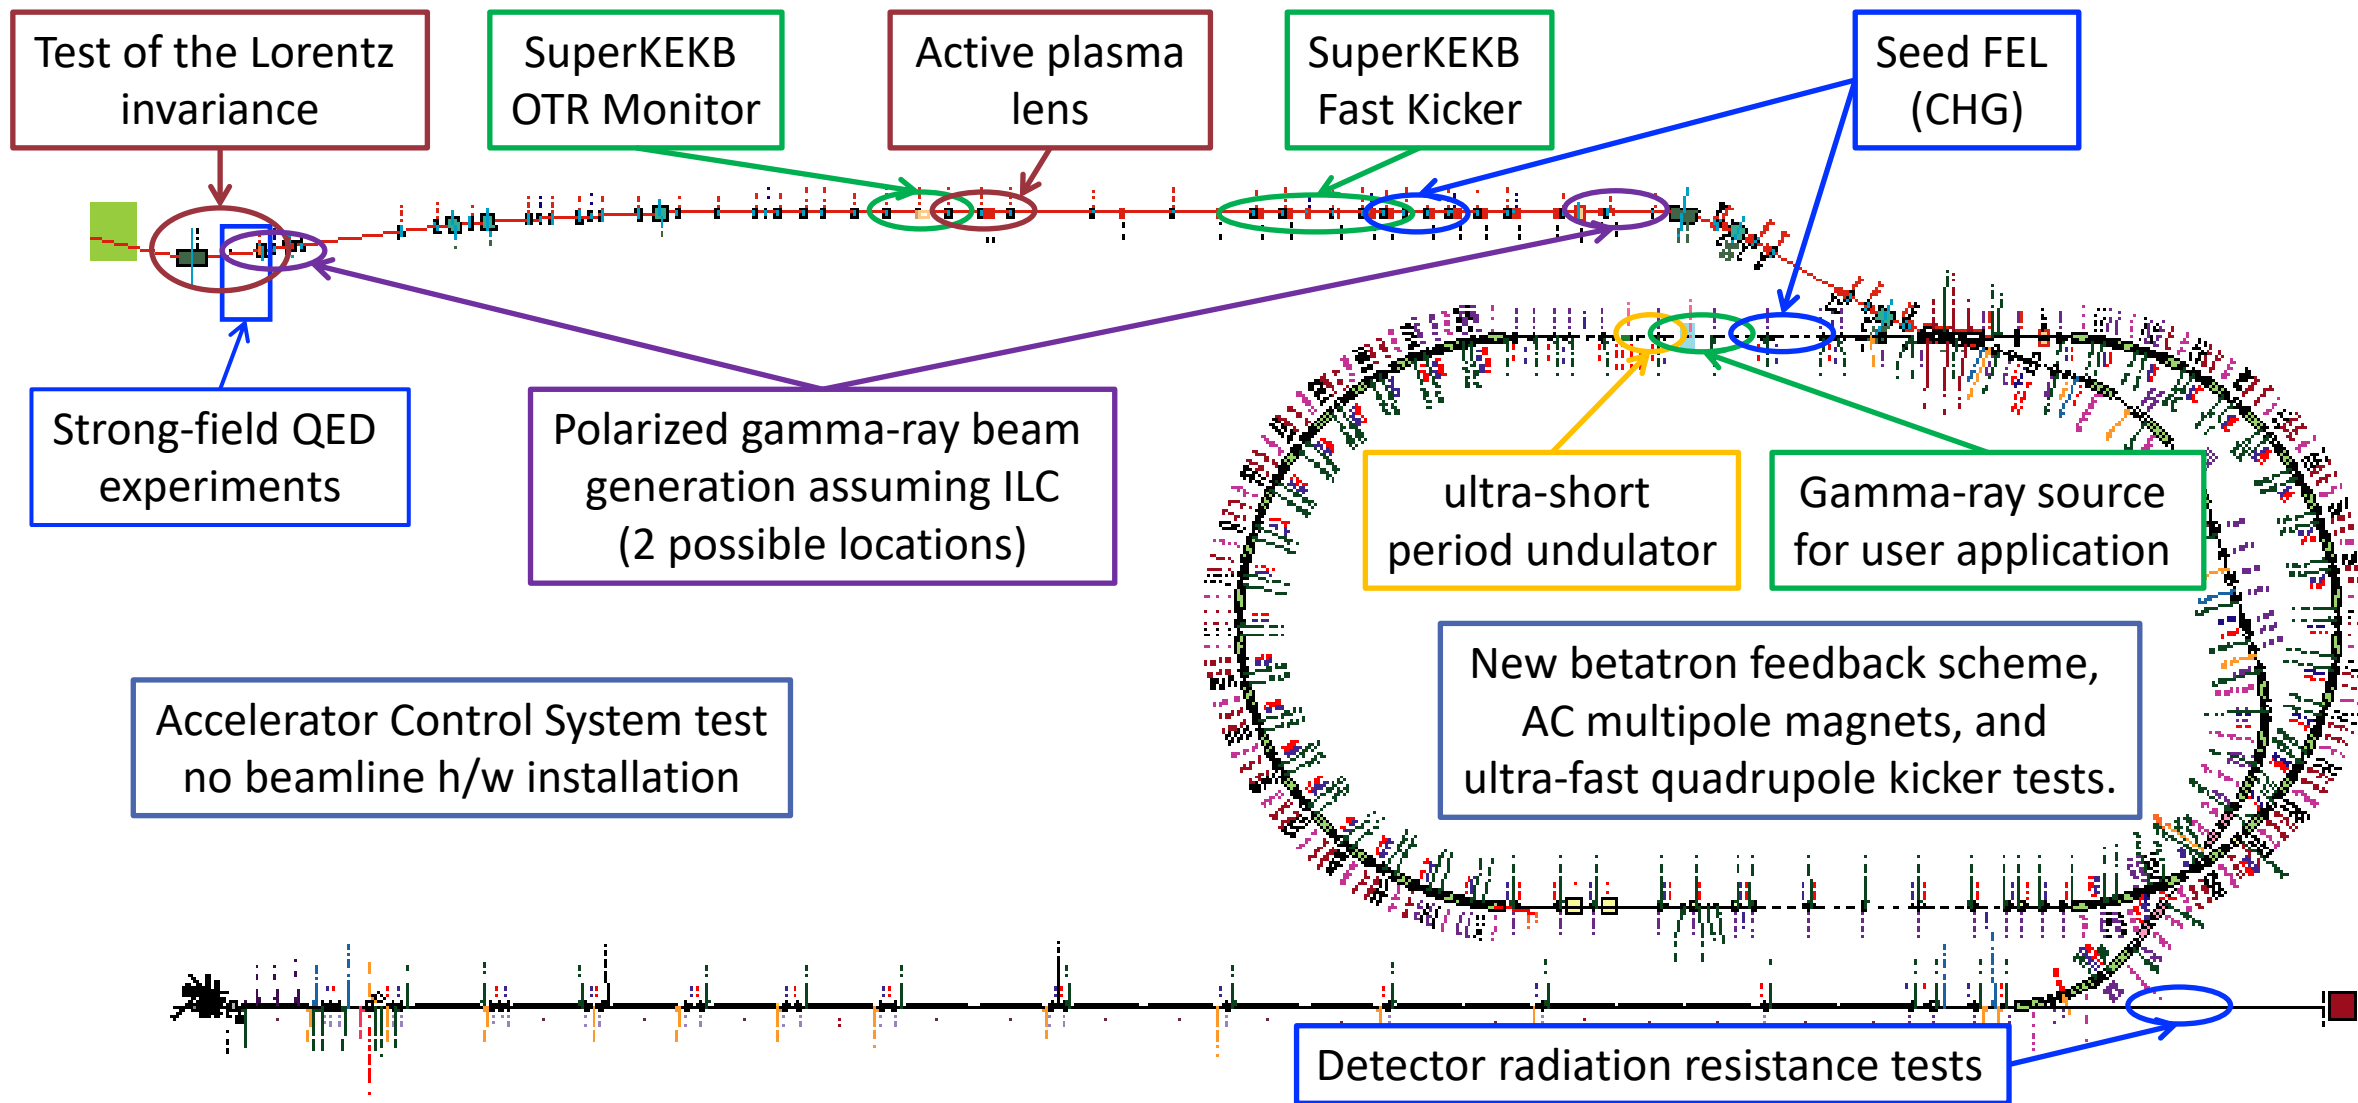 Test of the Lorentz
invariance
SuperKEKB
OTR Monitor
Active plasma
lens
SuperKEKB
Fast Kicker
Seed FEL
(CHG)
Strong-field QED
experiments
Polarized gamma-ray beam
generation assuming ILC
(2 possible locations)
ultra-short
period undulator
Gamma-ray source
for user application
New betatron feedback scheme,
AC multipole magnets, and
ultra-fast quadrupole kicker tests.
Accelerator Control System test
no beamline h/w installation
Detector radiation resistance tests